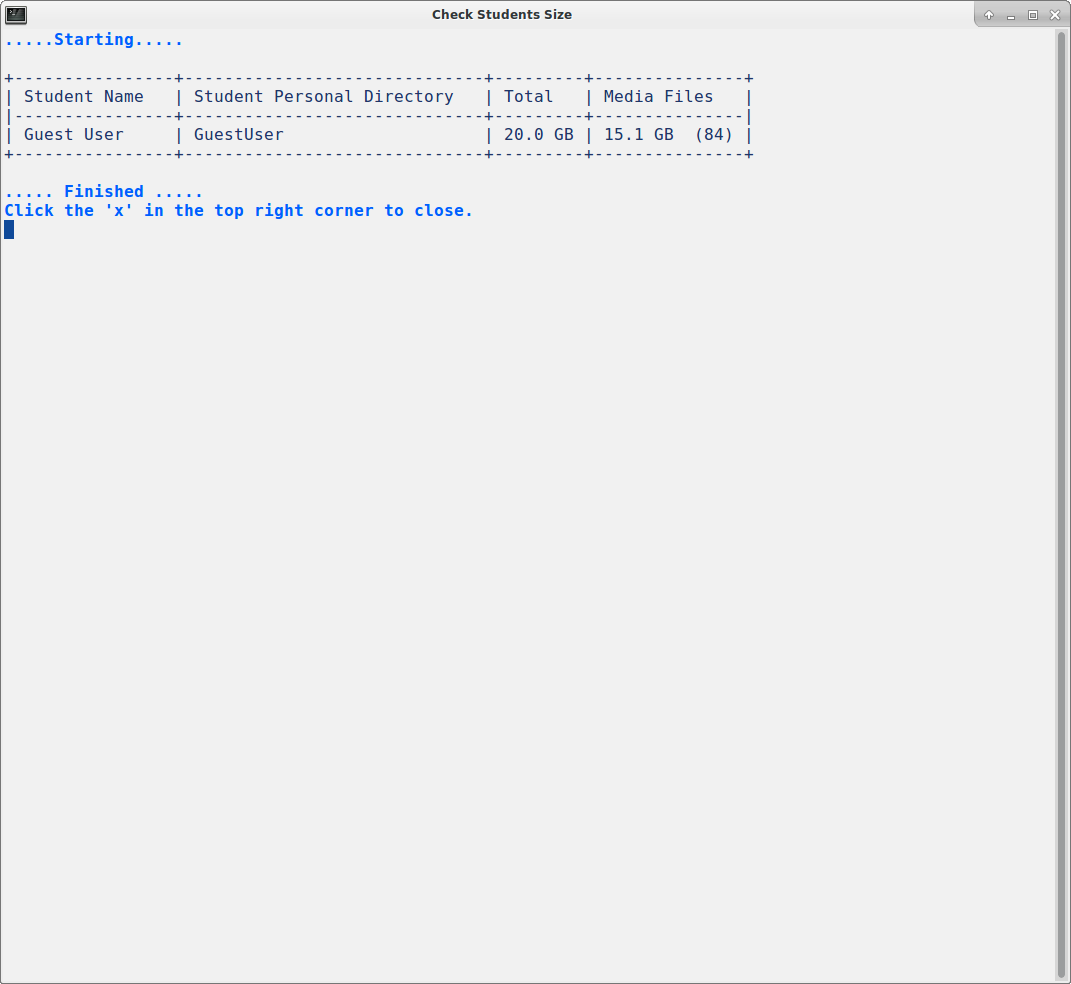 Check Students Size
.....Starting.....
+----------------+------------------------------+---------+---------------+
| Student Name   | Student Personal Directory   | Total   | Media Files   |
|----------------+------------------------------+---------+---------------|
| Guest User     | GuestUser                    | 20.0 GB | 15.1 GB  (84) |
+----------------+------------------------------+---------+---------------+
..... Finished .....
Click the 'x' in the top right corner to close.